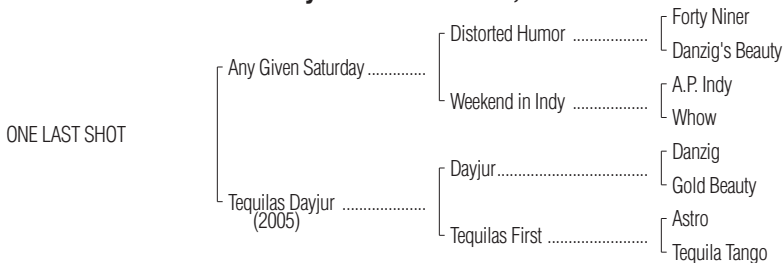 Forty Niner
Distorted Humor ..................
Danzig's Beauty
Any Given Saturday ..............
A.P. Indy
Weekend in Indy ..................
Whow
ONE LAST SHOT
Danzig
Dayjur....................................
Gold Beauty
Tequilas Dayjur ....................
(2005)
Astro
Tequilas First ........................
Tequila Tango